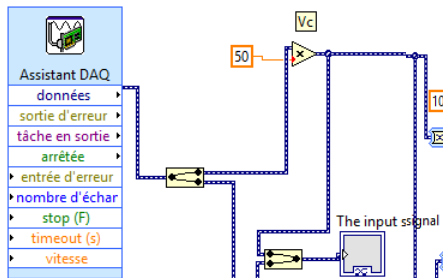 Vc
50
Assistant DAQ
données
sortie d'erreur
tâche en sortie
arrêtée
entrée d'erreur
nombre d'échar
stop (F)
timeout (s)
vitesse
10
The input ssignal